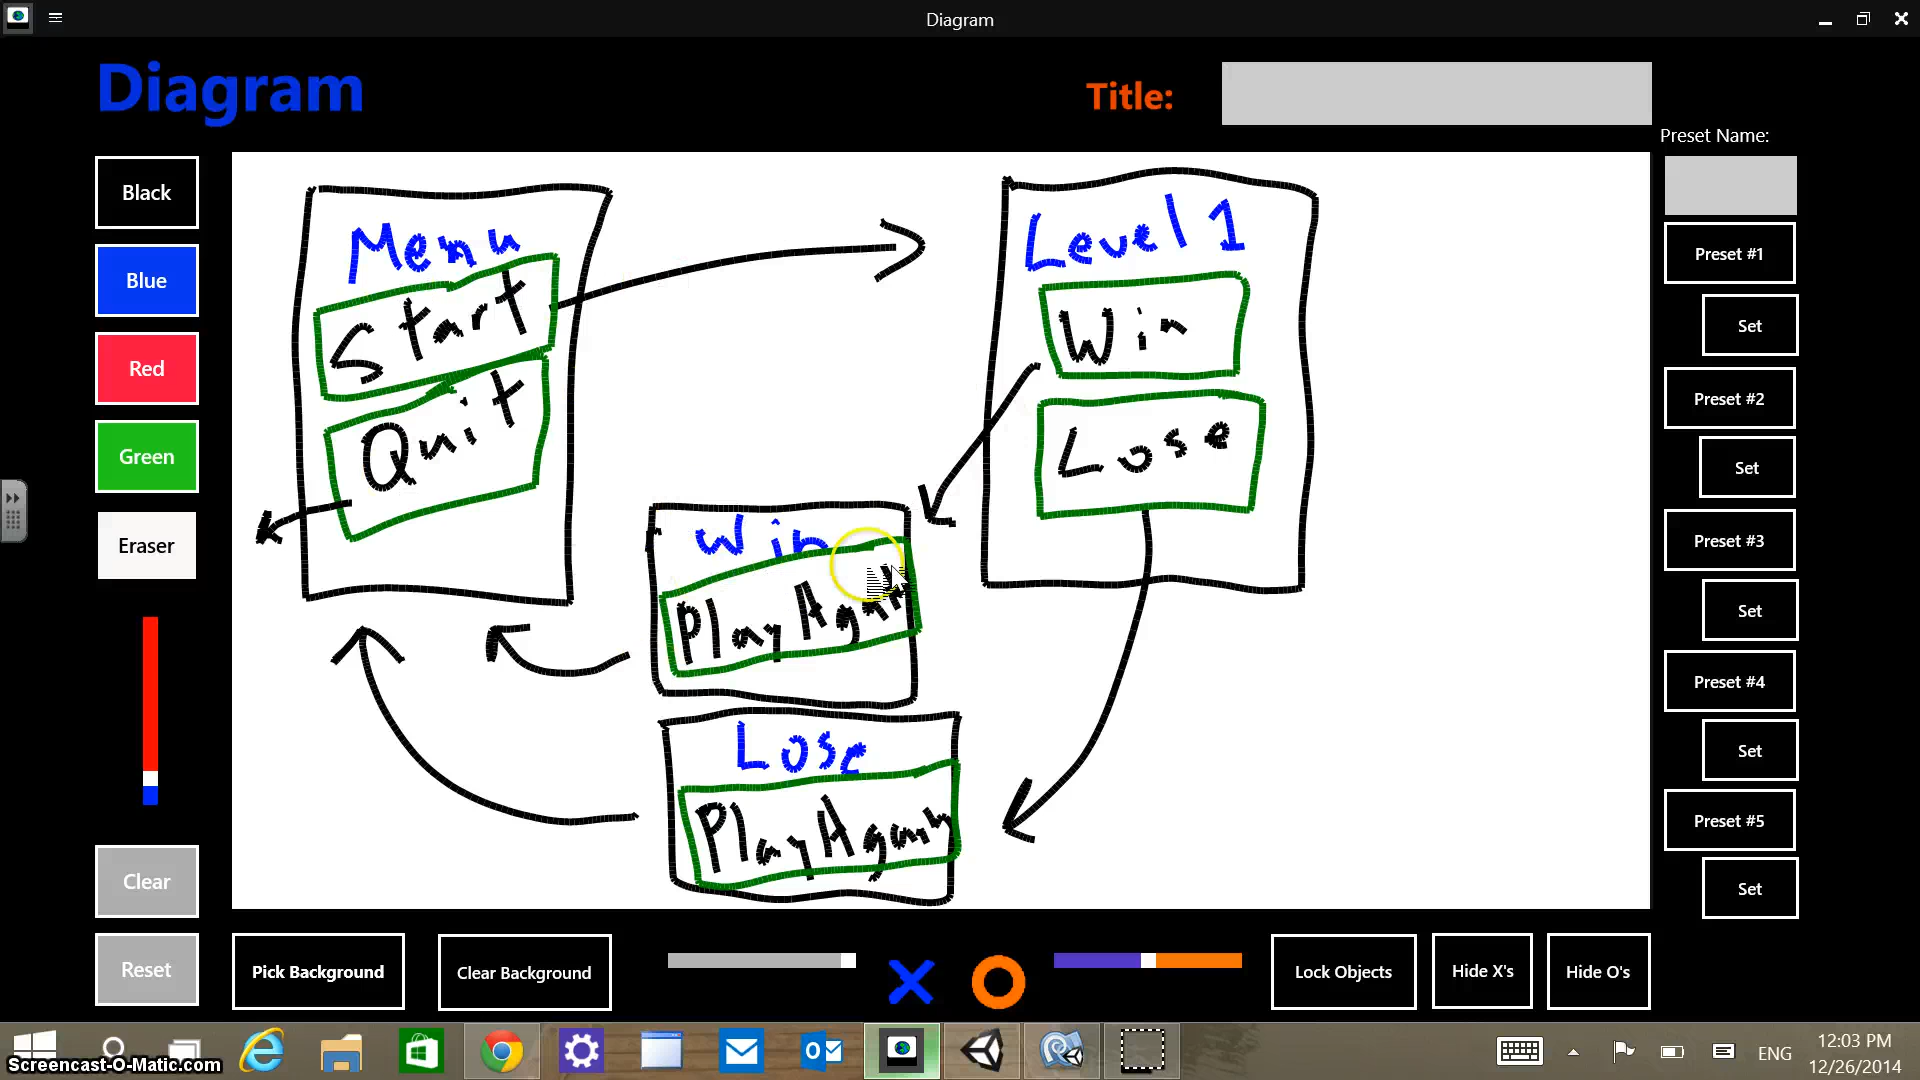 Diagram
Diagram
Title:
Preset Name:
Black
Blue
Red
Green
Eraser
Clear
Reset
Menu
Start
Quit
Level 1
Win
Lose
Win
Play Again
Lose
Play Again
Preset #1
Set
Preset #2
Set
Preset #3
Set
Preset #4
Set
Preset #5
Set
Pick Background
Clear Background
Lock Objects
Hide X's
Hide O's
Screencast-O-Matic.com
ENG
12:03 PM
12/26/2014